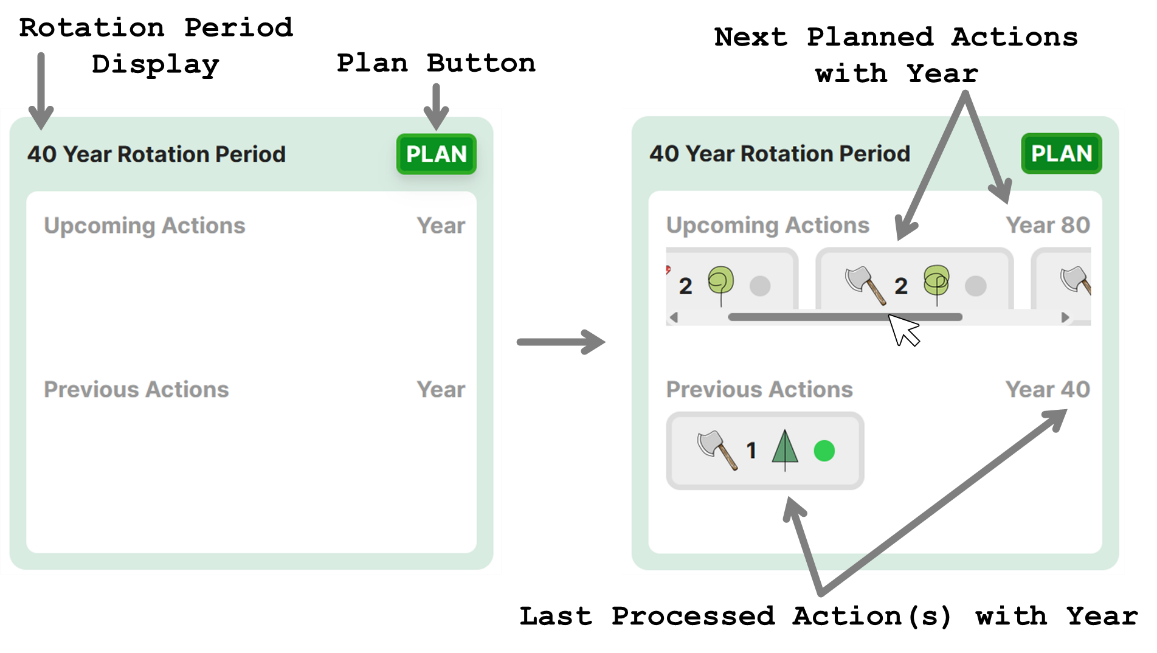 Rotation Period
Display
Plan Button
Next Planned Actions
with Year
40 Year Rotation Period
PLAN
Upcoming Actions
Year
Previous Actions
Year
40 Year Rotation Period
PLAN
Upcoming Actions
Year 80
2
2
Previous Actions
Year 40
1
Last Processed Action(s) with Year